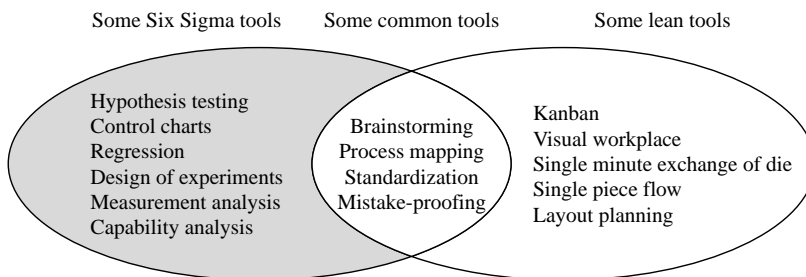 Some Six Sigma tools
Some common tools
Some lean tools
Hypothesis testing
Control charts
Regression
Design of experiments
Measurement analysis
Capability analysis
Brainstorming
Process mapping
Standardization
Mistake-proofing
Kanban
Visual workplace
Single minute exchange of die
Single piece flow
Layout planning